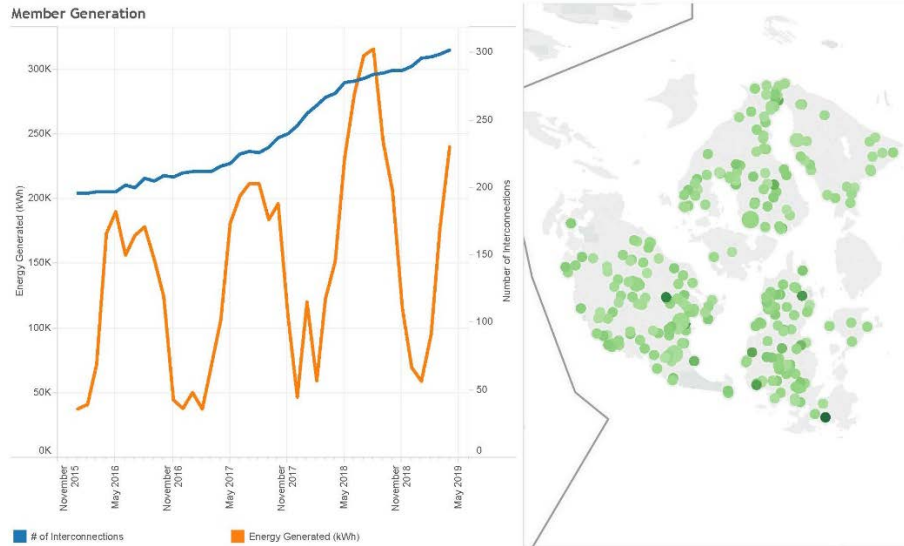 Member Generation
300K
250K
200K
150K
100K
50K
0K
Energy Generated (kWh)
300
250
200
150
100
50
0
Number of Interconnections
November 2015
May 2016
November 2016
May 2017
November 2017
May 2018
November 2018
May 2019
# of Interconnections
Energy Generated (kWh)